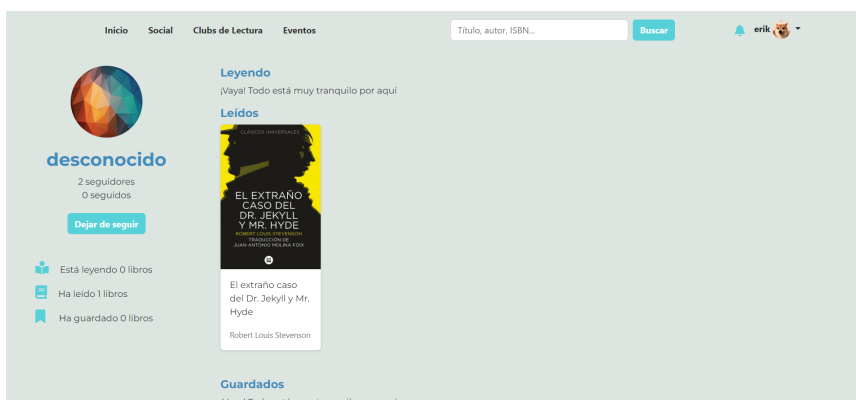 Inicio Social Clubs de Lectura Eventos Título, autor, ISBN... Buscar erik
desconocido
2 seguidores
0 seguidos
Dejar de seguir
Está leyendo 0 libros
Ha leído 1 libros
Ha guardado 0 libros
Leyendo
¡Vaya! Todo está muy tranquilo por aquí
Leídos
CLÁSICOS UNIVERSALES
EL EXTRAÑO
CASO DEL
DR. JEKYLL
Y MR. HYDE
ROBERT LOUIS STEVENSON
TRADUCCIÓN DE
JUAN ANTONIO MOLINA FOIX
El extraño caso
del Dr. Jekyll y Mr.
Hyde
Robert Louis Stevenson
Guardados